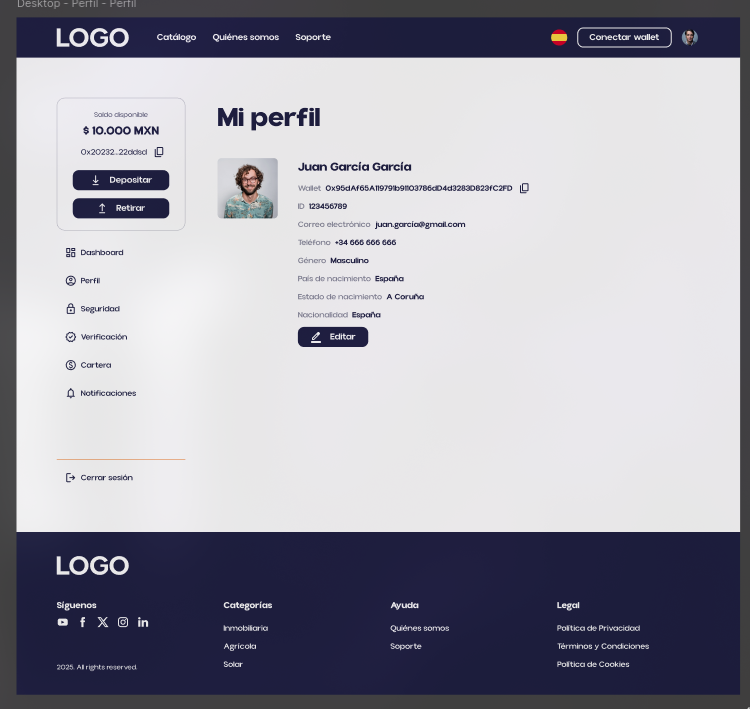 Desktop - Perfil - Perfil
LOGO
Catálogo Quiénes somos Soporte
Conectar wallet
Saldo disponible
$ 10.000 MXN
0x20232...22ddsd
Depositar
Retirar
Dashboard
Perfil
Seguridad
Verificación
Cartera
Notificaciones
Cerrar sesión
Mi perfil
Juan García García
Wallet 0x95dAf65A119791b91103786dD4d3283D823fC2FD
ID 123456789
Correo electrónico juan.garcia@gmail.com
Teléfono +34 666 666 666
Género Masculino
País de nacimiento España
Estado de nacimiento A Coruña
Nacionalidad España
Editar
LOGO
Síguenos
2025. All rights reserved.
Categorías
Inmobiliaria
Agrícola
Solar
Ayuda
Quiénes somos
Soporte
Legal
Política de Privacidad
Términos y Condiciones
Política de Cookies